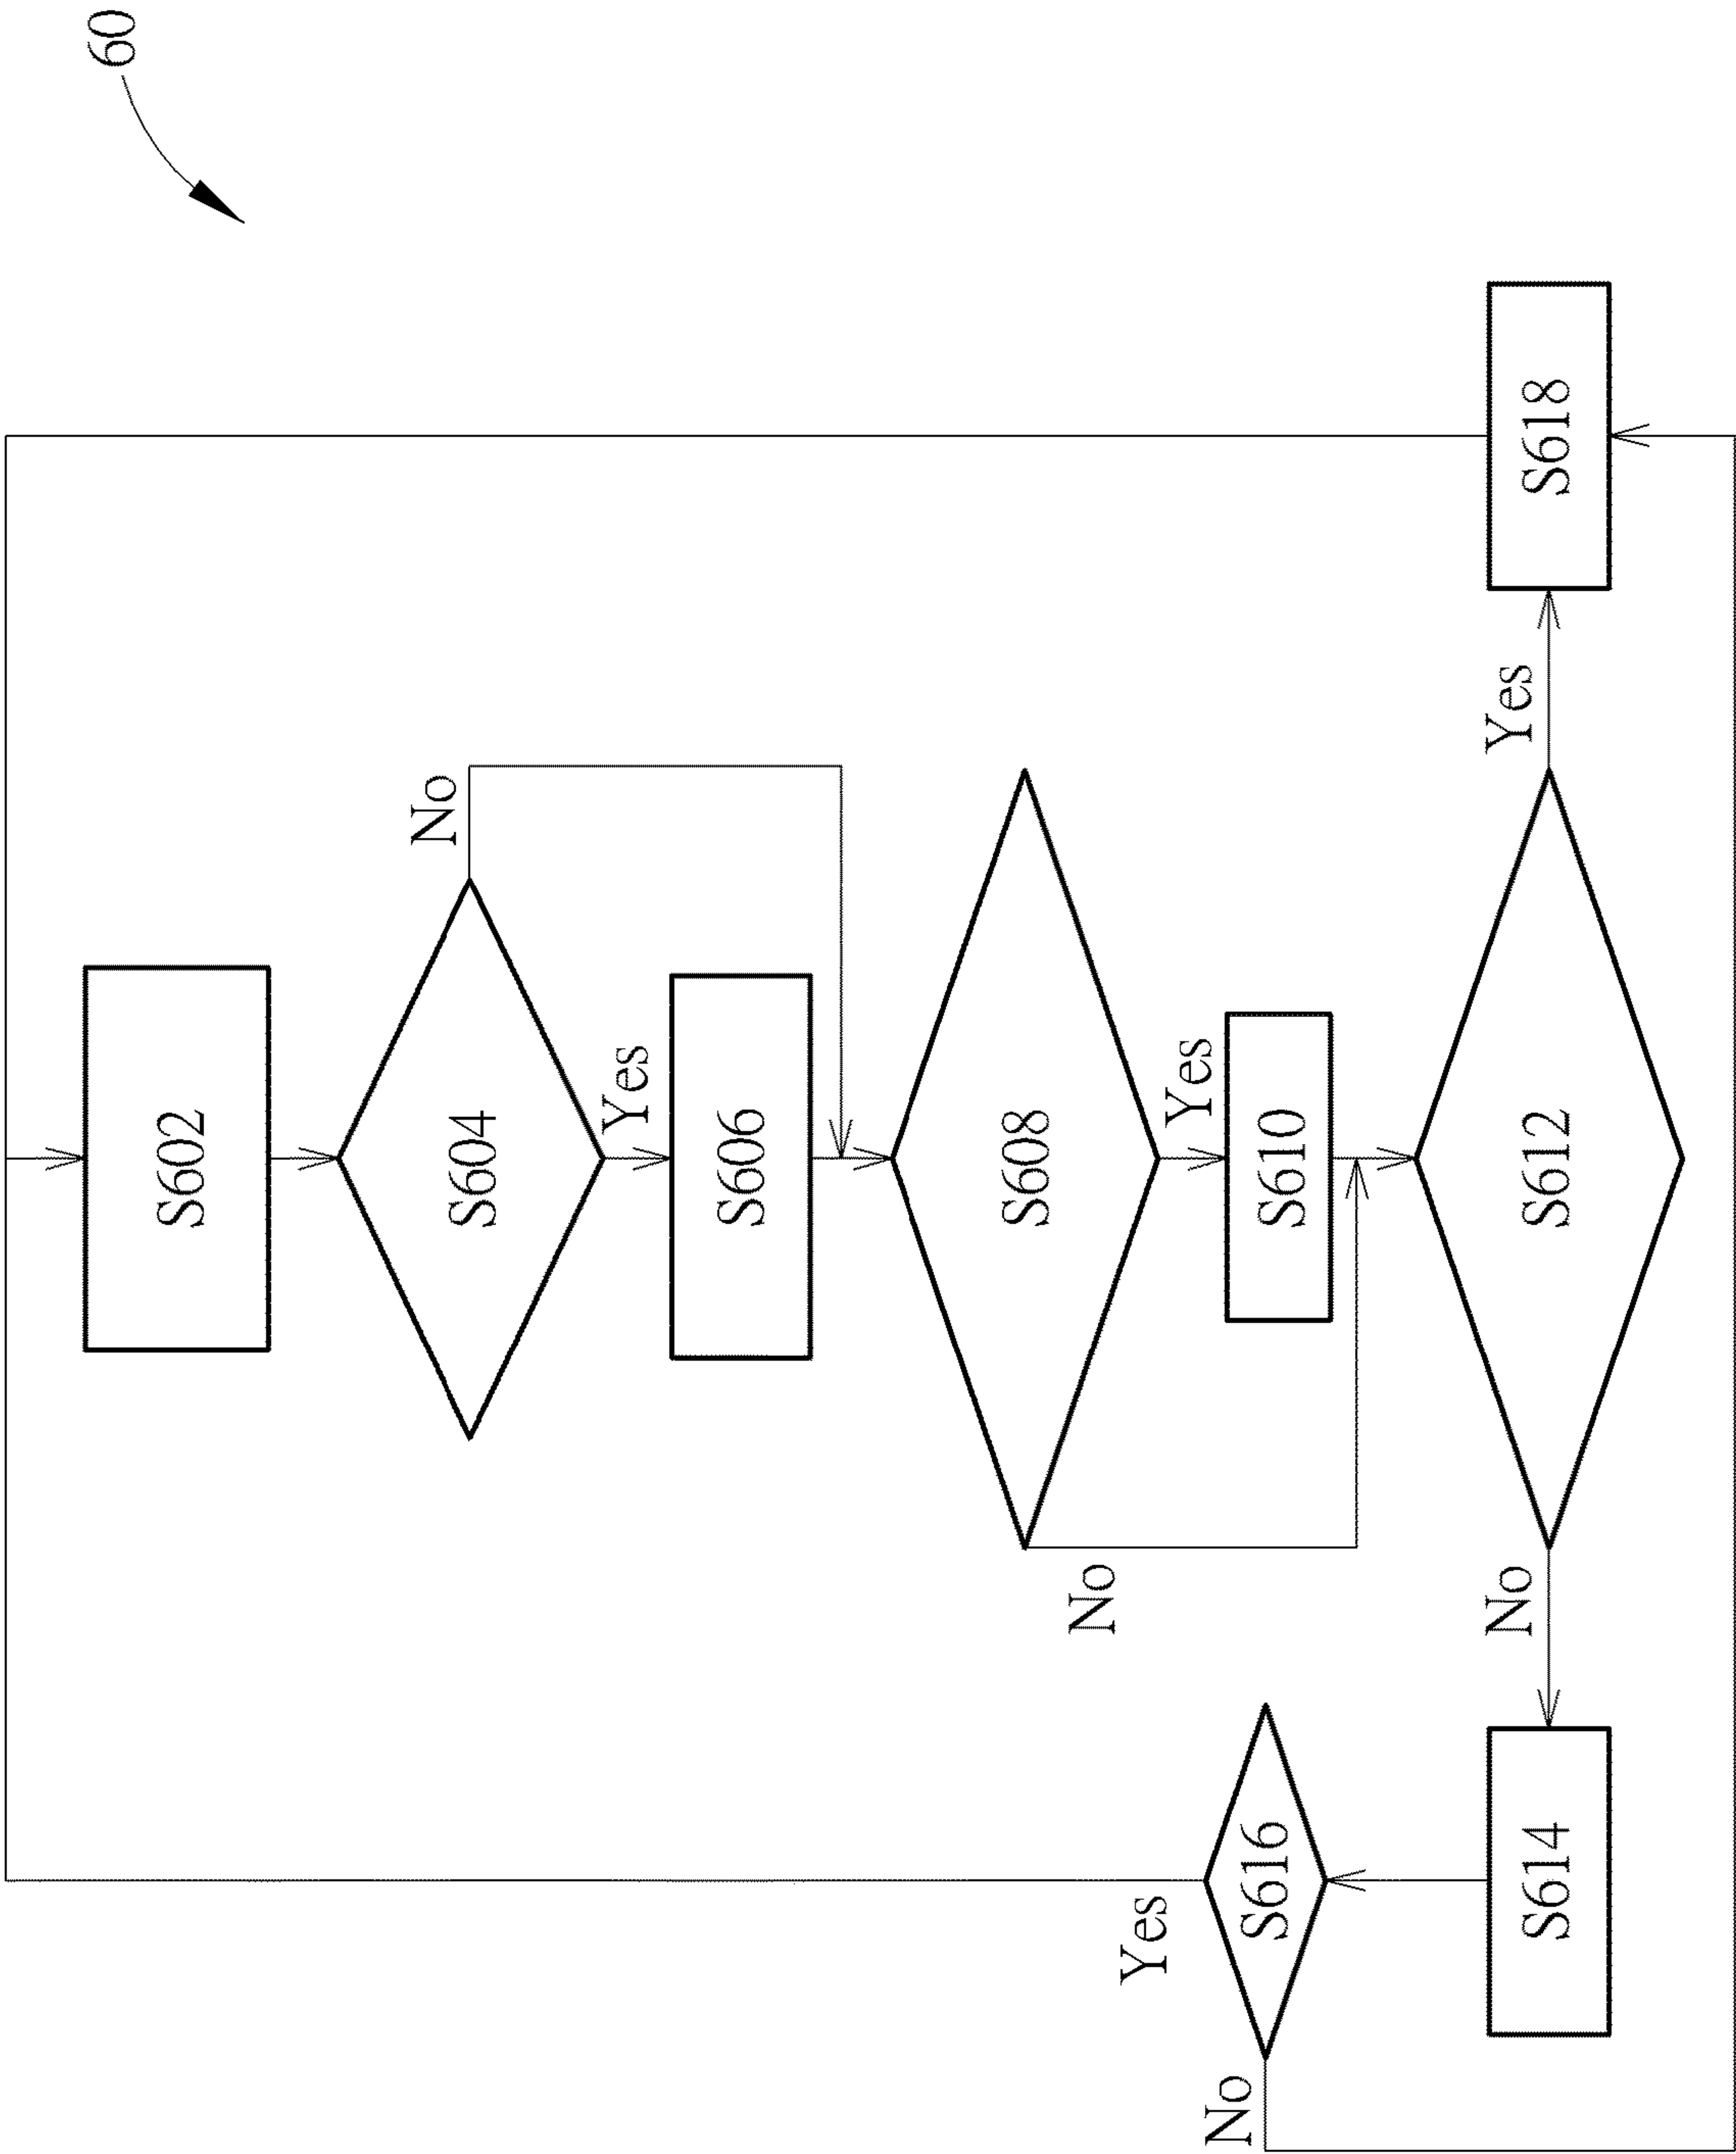 60
S602
S604
No
Yes
S606
S608
Yes
No
S610
S612
Yes
No
S618
S614
S616
Yes
No